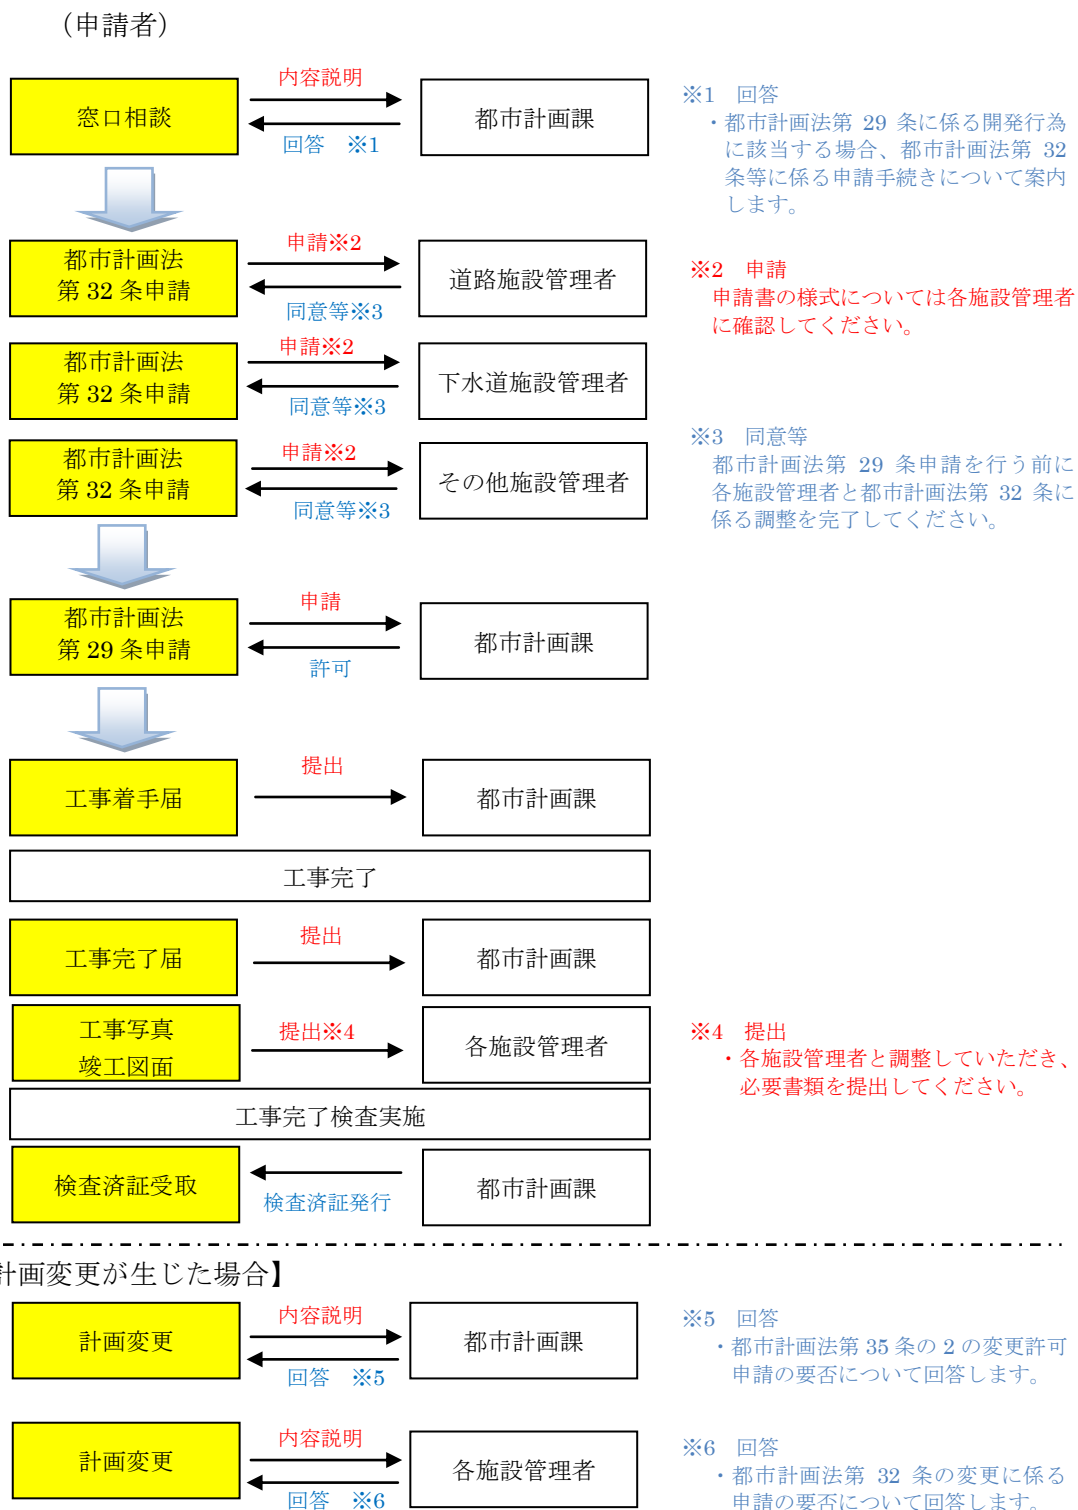 （申請者）
内容説明
窓口相談
都市計画課
回答　※1
※1　回答
・都市計画法第 29 条に係る開発行為
に該当する場合、都市計画法第 32
条等に係る申請手続きについて案内
します。
申請※2
都市計画法
第 32 条申請
道路施設管理者
同意等※3
※2　申請
申請書の様式については各施設管理者
に確認してください。
申請※2
都市計画法
第 32 条申請
下水道施設管理者
同意等※3
※3　同意等
都市計画法第 29 条申請を行う前に
各施設管理者と都市計画法第 32 条に
係る調整を完了してください。
申請※2
都市計画法
第 32 条申請
その他施設管理者
同意等※3
申請
都市計画法
第 29 条申請
都市計画課
許可
提出
工事着手届
都市計画課
工事完了
提出
工事完了届
都市計画課
工事写真
竣工図面
提出※4
各施設管理者
※4　提出
・各施設管理者と調整していただき、
必要書類を提出してください。
工事完了検査実施
検査済証受取
都市計画課
検査済証発行
計画変更が生じた場合】
内容説明
計画変更
都市計画課
回答　※5
※5　回答
・都市計画法第 35 条の 2 の変更許可
申請の要否について回答します。
内容説明
計画変更
各施設管理者
回答　※6
※6　回答
・都市計画法第 32 条の変更に係る
申請の要否について回答します。